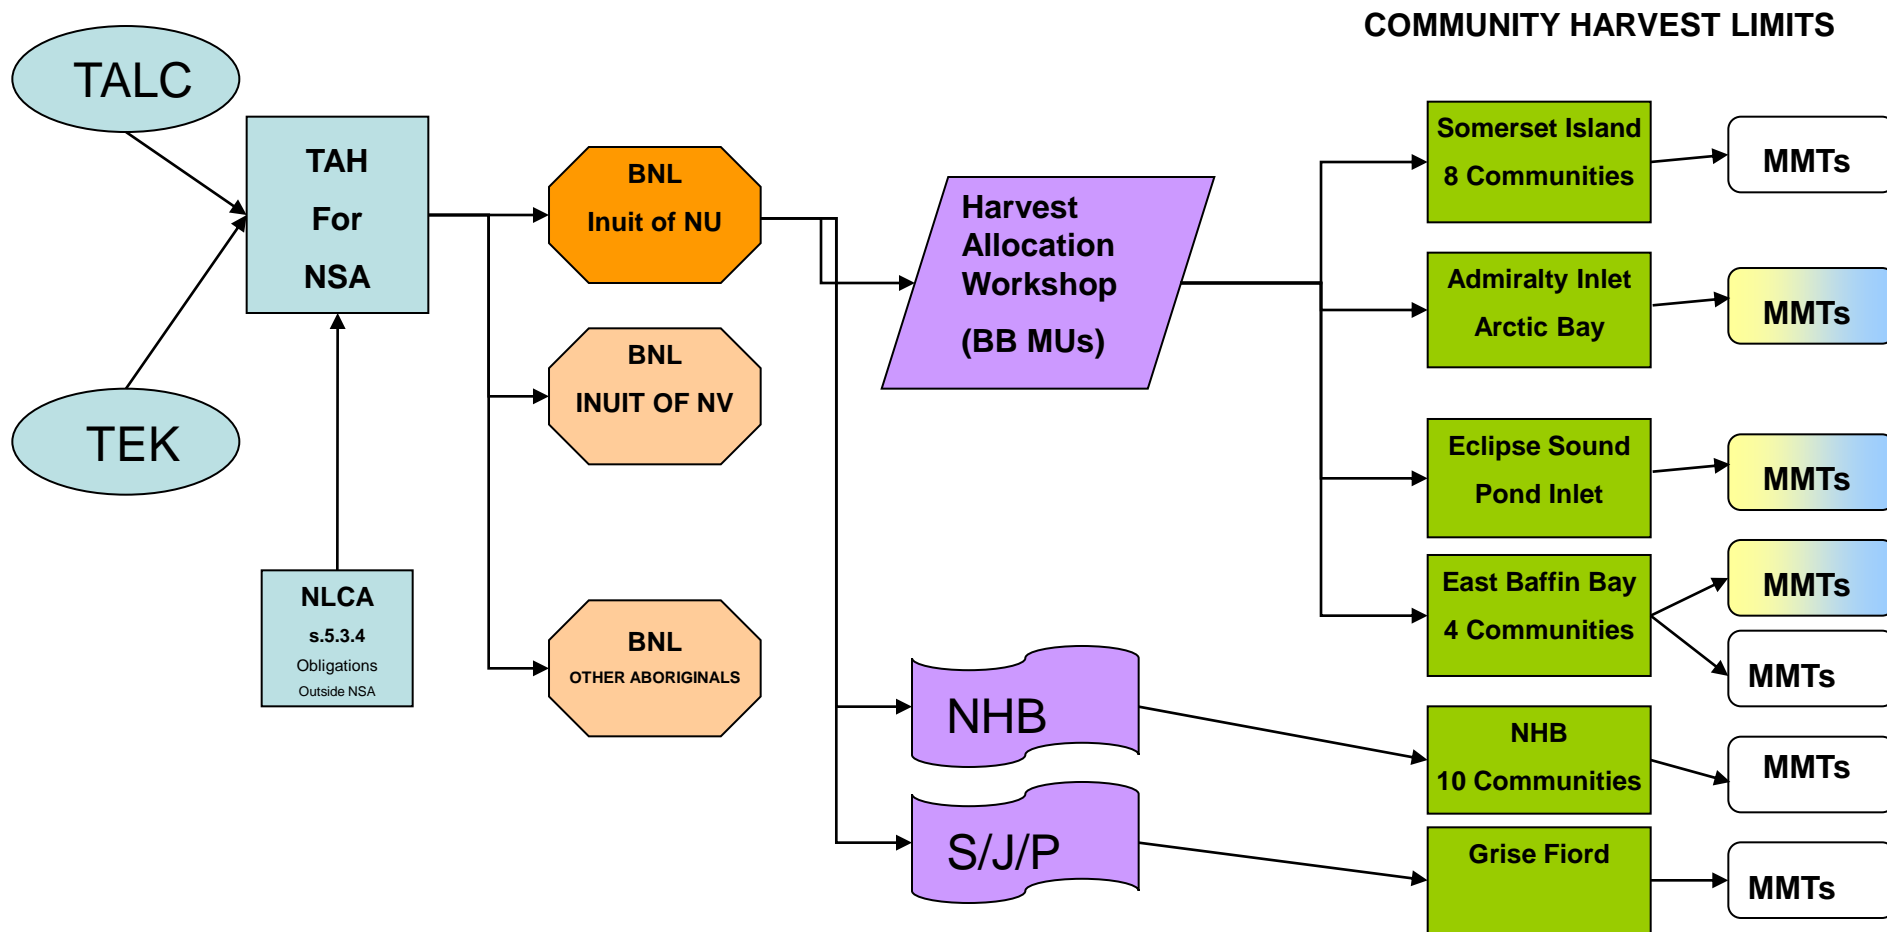 COMMUNITY HARVEST LIMITS
TALC
TEK
TAH
For
NSA
NLCA
s.5.3.4
Obligations
Outside NSA
BNL
Inuit of NU
BNL
INUIT OF NV
BNL
OTHER ABORIGINALS
Harvest
Allocation
Workshop
(BB MUs)
NHB
S/J/P
Somerset Island
8 Communities
MMTs
Admiralty Inlet
Arctic Bay
MMTs
Eclipse Sound
Pond Inlet
MMTs
East Baffin Bay
4 Communities
MMTs
MMTs
NHB
10 Communities
MMTs
Grise Fiord
MMTs